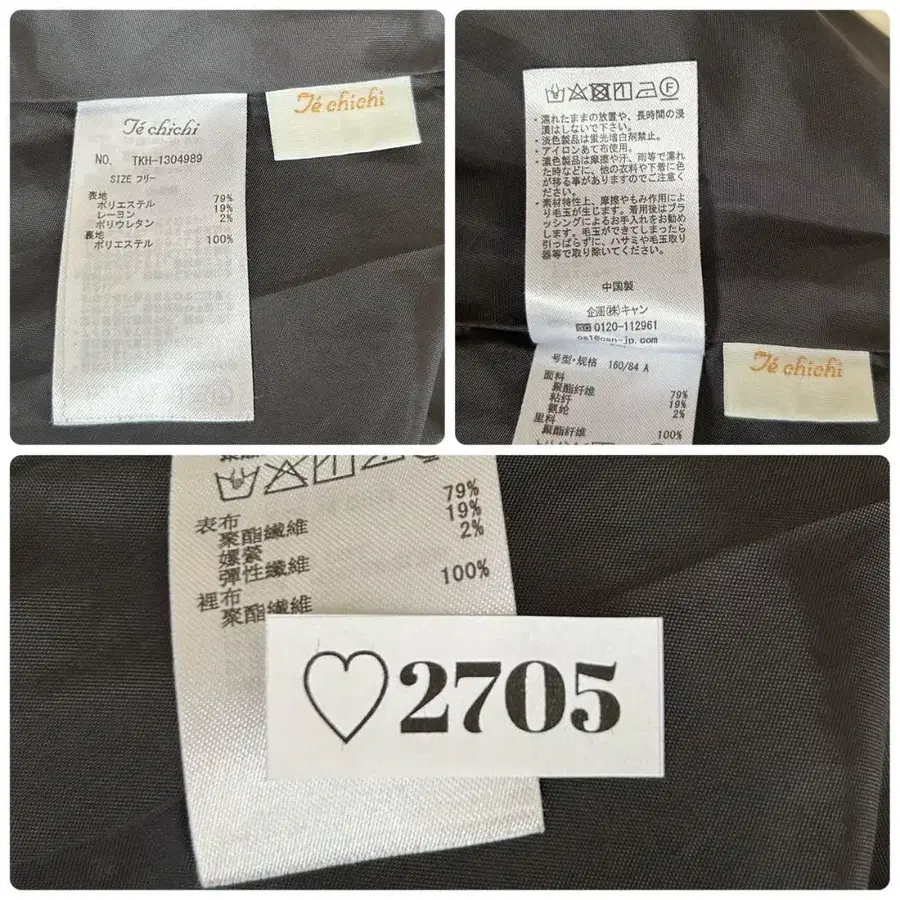 Té chichi
Té chichi
NO. TKH-1304989
SIZE フリー
表地
ポリエステル 79%
レーヨン 19%
ポリウレタン 2%
裏地
ポリエステル 100%
・濡れたままの放置や、長時間の浸
漬はしないで下さい。
・淡色製品は蛍光増白剤禁止。
・アイロンあて布使用。
・濃色製品は摩擦や汗、雨等で濡れ
た時などに、他の衣料や下着に色
が移る事がありますのでご注意くだ
さい。
・素材特性上、摩擦やもみ作用によ
り毛玉が生じます。着用後はブラ
ッシングによるお手入れをお勧め
します。毛玉ができてしまったら
引っぱらずに、ハサミや毛玉取り
器等で取り除いてください。
中国製
企画(株)キャン
0120-112961
cs1@can-jp.com
号型·规格 160/84 A
面料
聚酯纤维 79%
粘纤 19%
氨纶 2%
里料
聚酯纤维 100%
Té chichi
表布
聚酯纖維 79%
嫘縈 19%
彈性纖維 2%
裡布
聚酯纖維 100%
♡2705